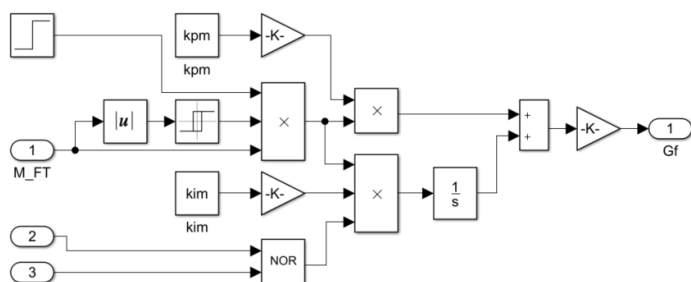 kpm
-K-
kpm
|u|
×
×
1
M_FT
kim
-K-
kim
×
1
s
+
+
-K-
1
Gf
2
NOR
3